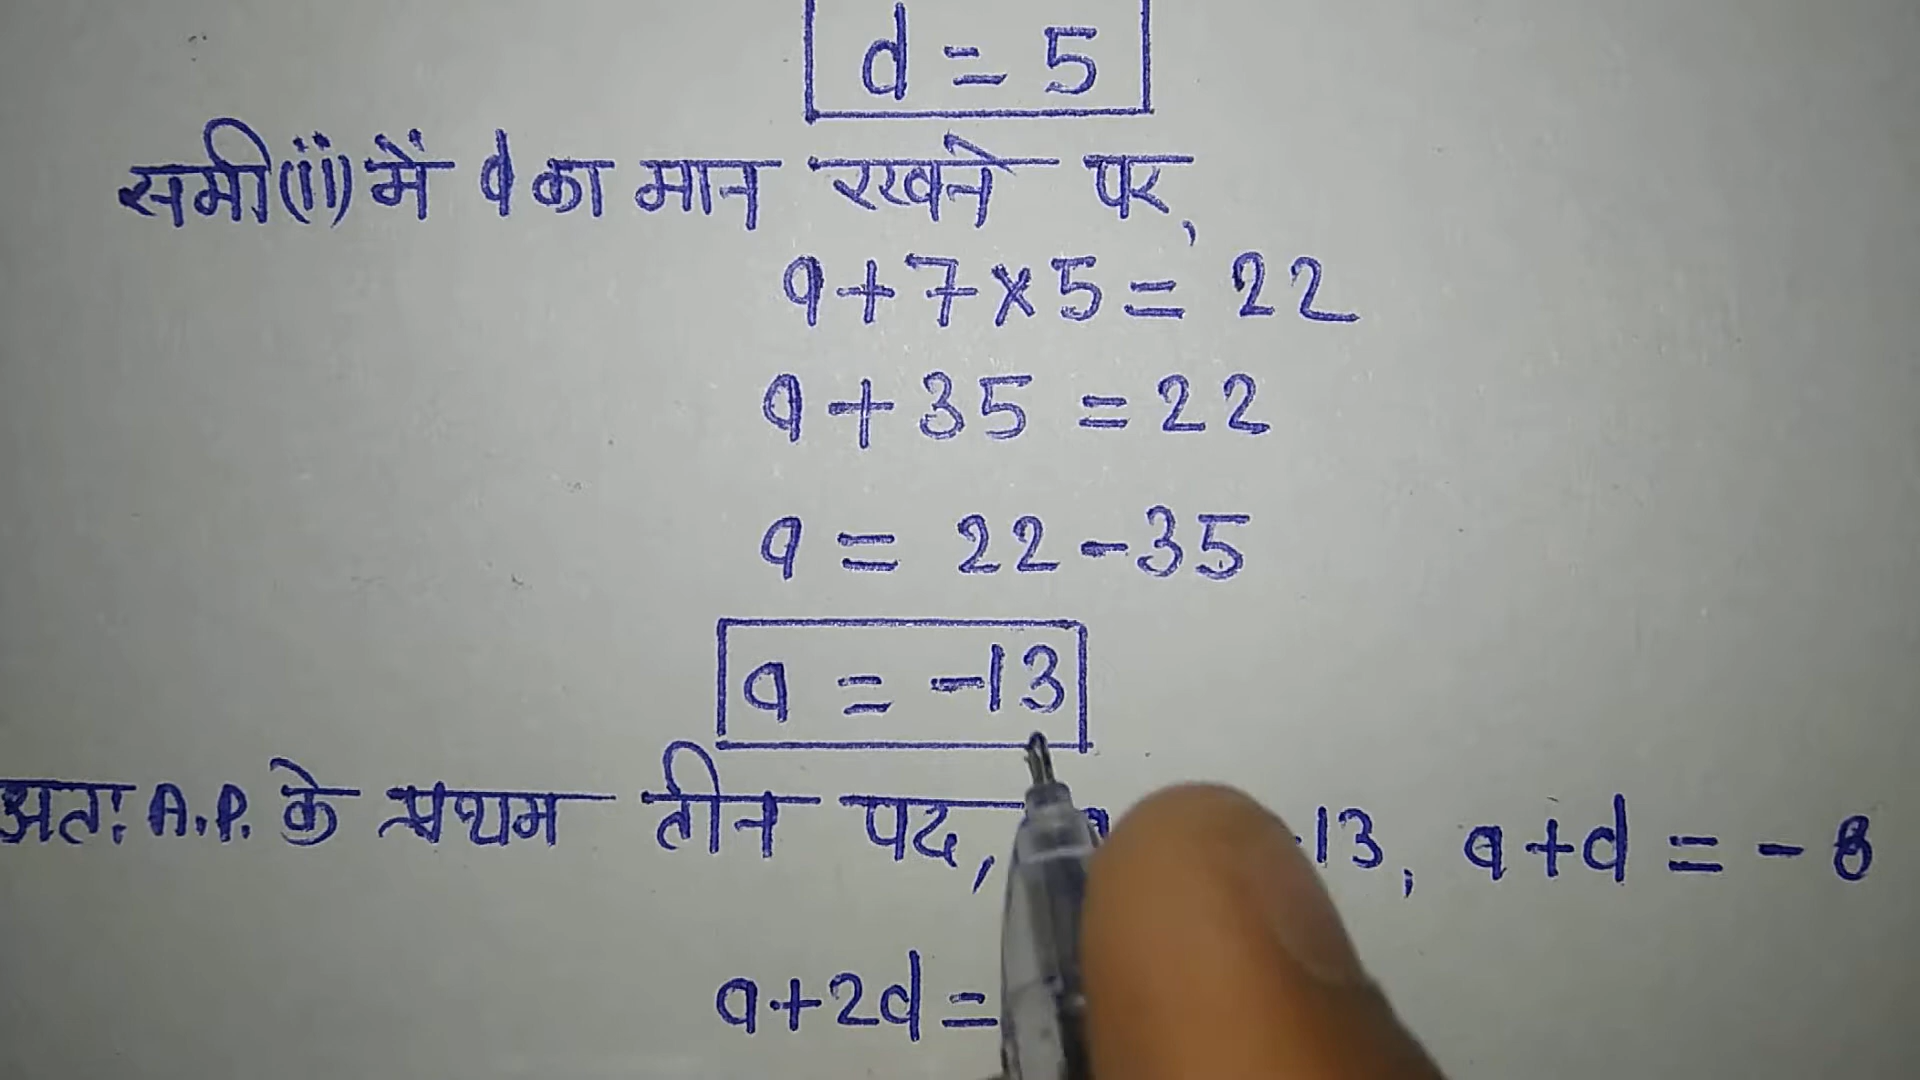 d = 5
समी(ii) में d का मान रखने पर,
a + 7 × 5 = 22
a + 35 = 22
a = 22 - 35
a = -13
अतः A.P. के प्रथम तीन पद, 13, a + d = - 8
a + 2d =